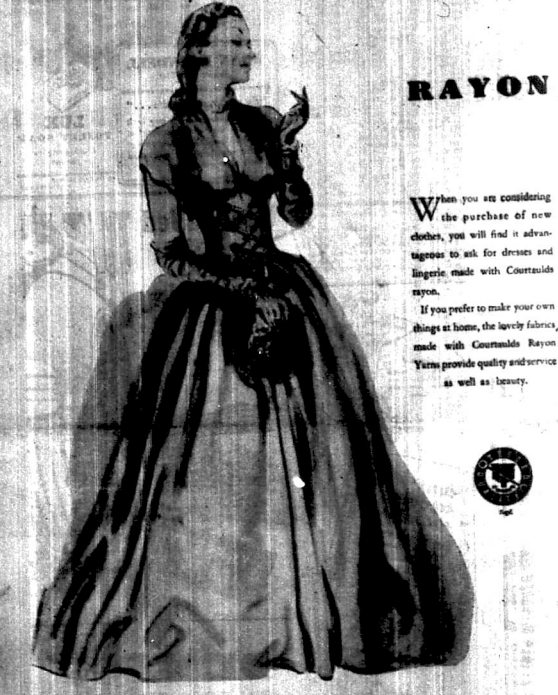 RAYON
When you are considering
the purchase of new
clothes, you will find it advan-
tageous to ask for dresses and
lingerie made with Courtaulds
rayon.
If you prefer to make your own
things at home, the lovely fabrics,
made with Courtaulds Rayon
Yarns provide quality and service
as well as beauty.
Regd.